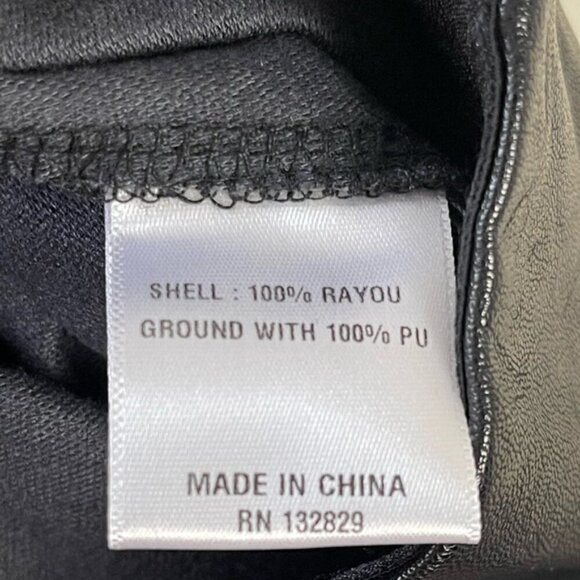 SHELL : 100% RAYOU
GROUND WITH 100% PU
MADE IN CHINA
RN 132829